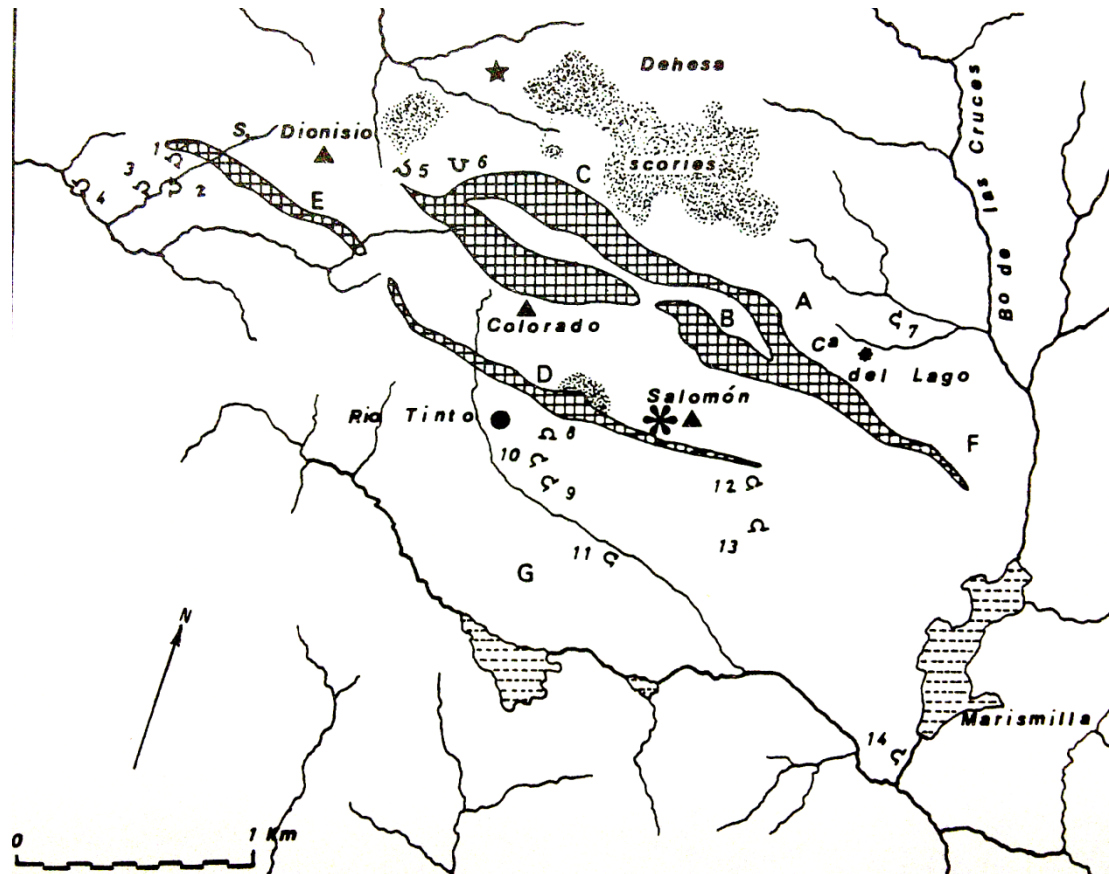 Dehesa
Bo de las Cruces
S. Dionisio
scories
1
2
3
4
5
6
C
E
A
B
7
Colorado
Ca del Lago
D
Salomón
Rio Tinto
8
F
10
9
12
13
11
G
N
Marismilla
14
0 1 Km